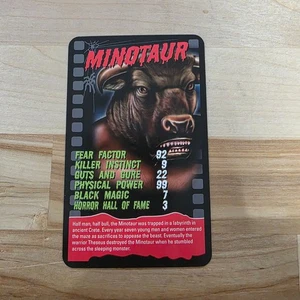 MINOTAUR
FEAR FACTOR 92
KILLER INSTINCT 9
GUTS AND GORE 22
PHYSICAL POWER 99
BLACK MAGIC 7
HORROR HALL OF FAME 3
Half man, half bull, the Minotaur was trapped in a labyrinth in
ancient Crete. Every year seven young men and women entered
the maze as sacrifices to appease the beast. Eventually the
warrior Theseus destroyed the Minotaur when he stumbled
across the sleeping monster.